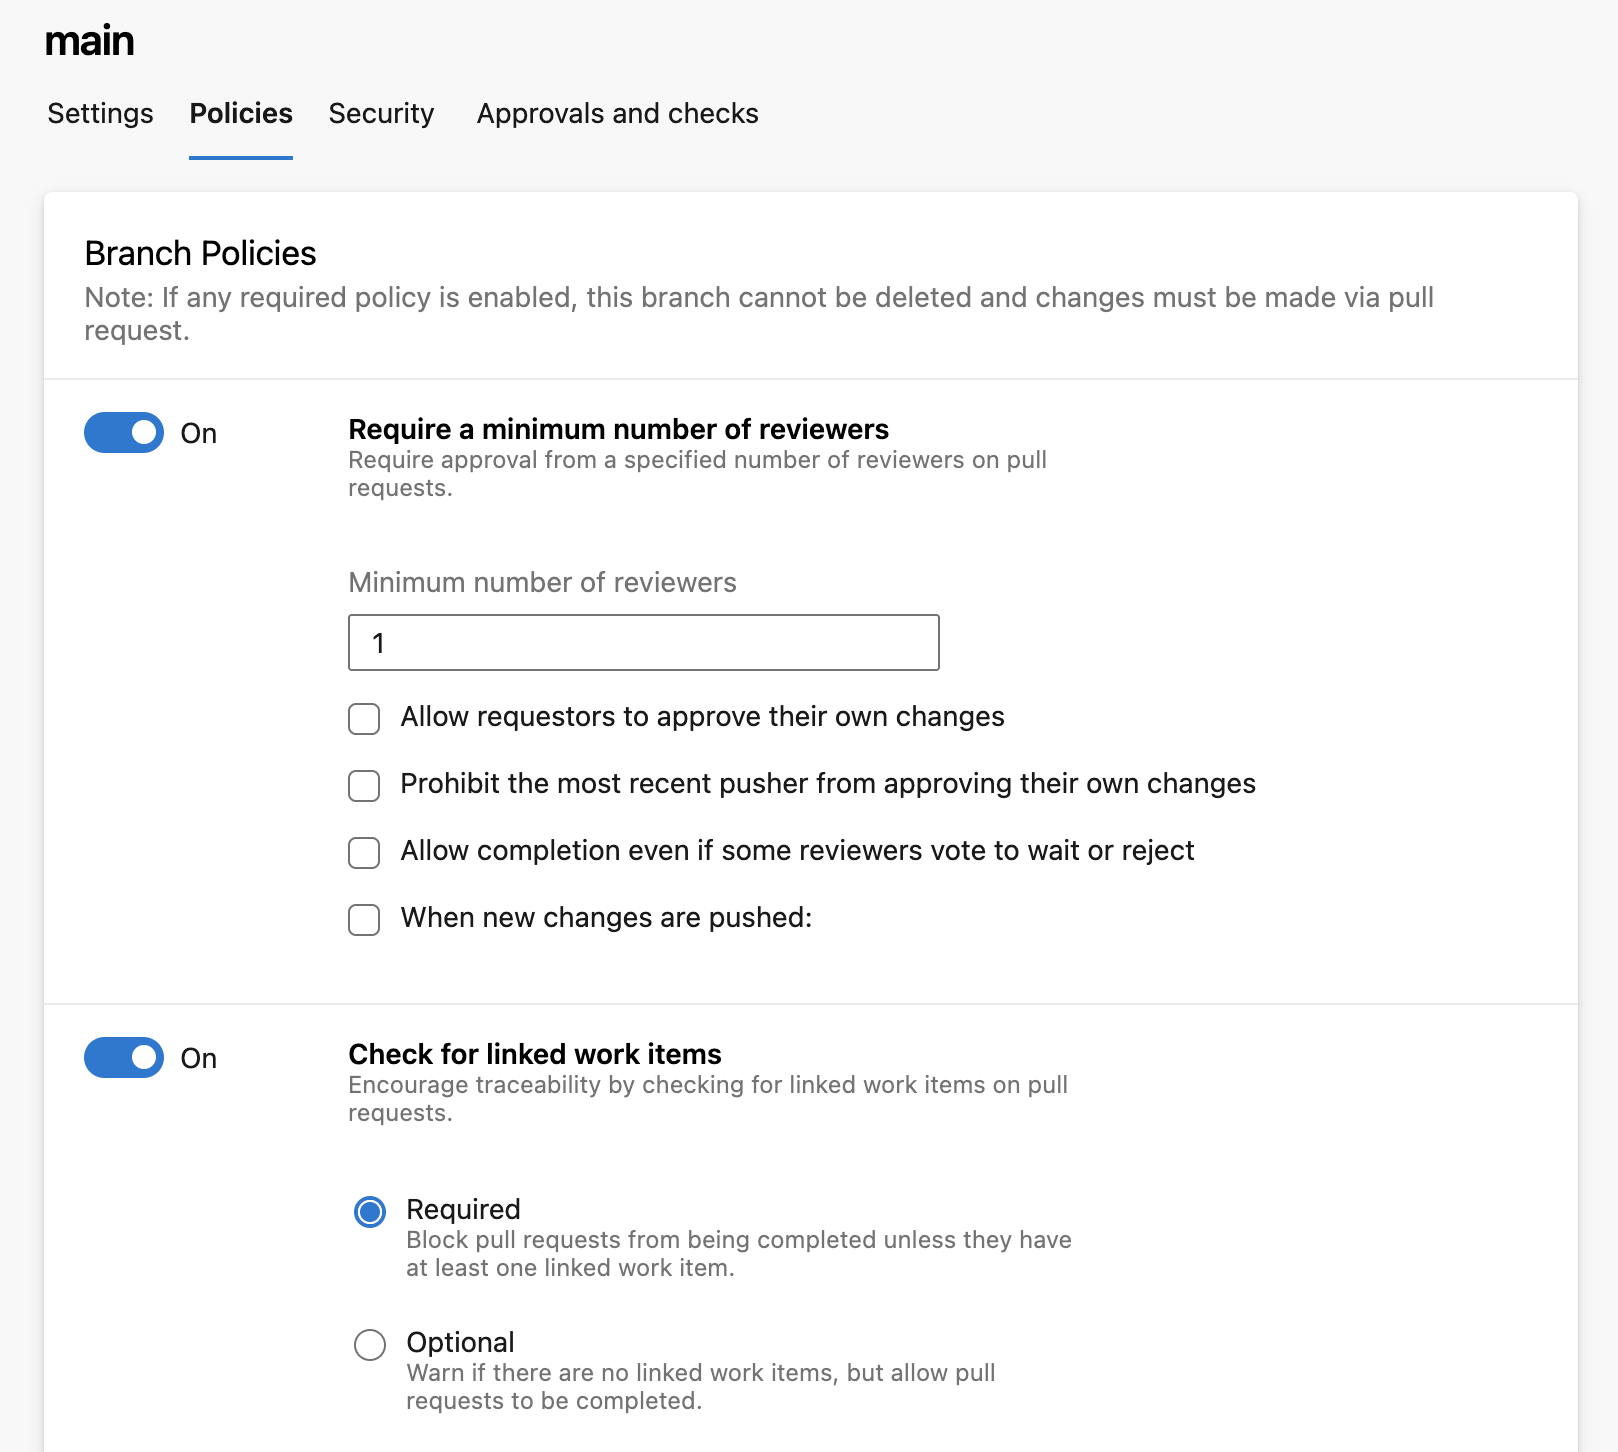 main
Settings Policies Security Approvals and checks
Branch Policies
Note: If any required policy is enabled, this branch cannot be deleted and changes must be made via pull
request.
On
Require a minimum number of reviewers
Require approval from a specified number of reviewers on pull
requests.
Minimum number of reviewers
1
Allow requestors to approve their own changes
Prohibit the most recent pusher from approving their own changes
Allow completion even if some reviewers vote to wait or reject
When new changes are pushed:
On
Check for linked work items
Encourage traceability by checking for linked work items on pull
requests.
Required
Block pull requests from being completed unless they have
at least one linked work item.
Optional
Warn if there are no linked work items, but allow pull
requests to be completed.